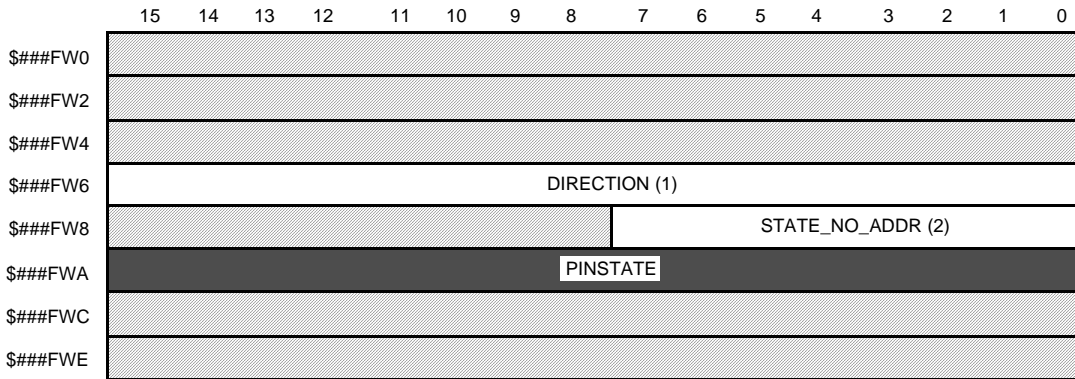 15 14 13 12 11 10 9 8 7 6 5 4 3 2 1 0
$###FW0
$###FW2
$###FW4
$###FW6 DIRECTION (1)
$###FW8 STATE_NO_ADDR (2)
$###FWA PINSTATE
$###FWC
$###FWE